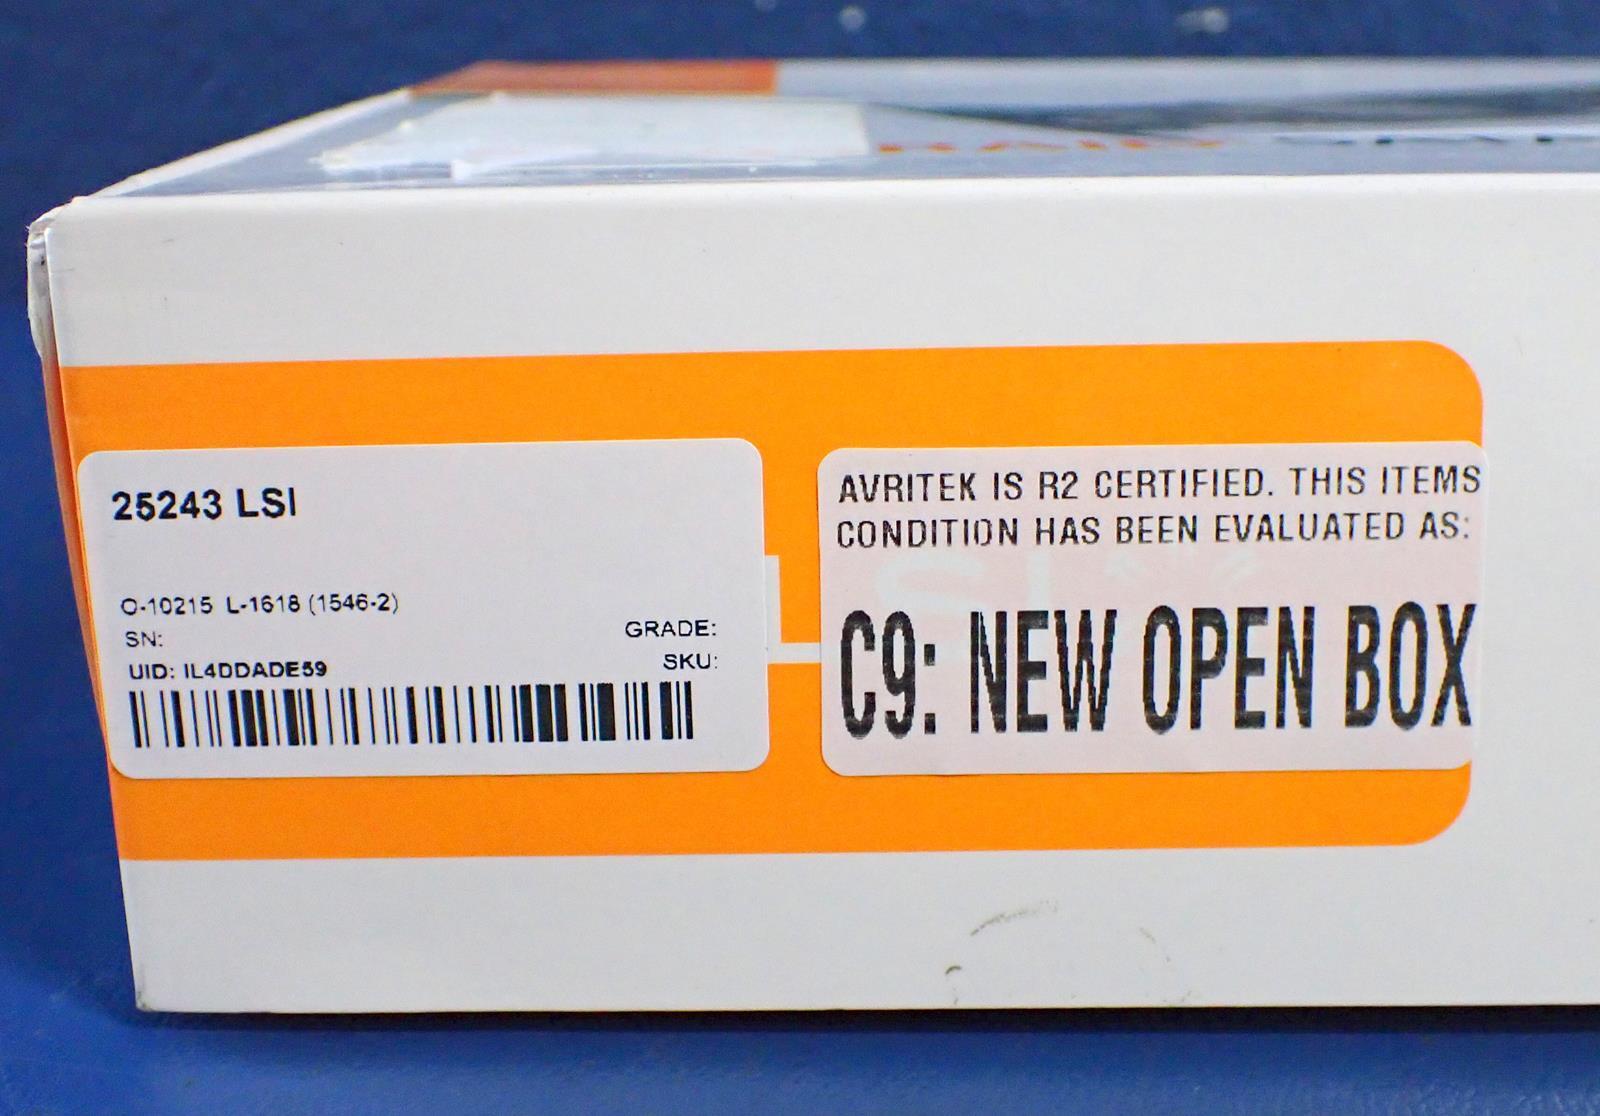 25243 LSI
O-10215 L-1618 (1546-2)
SN:
GRADE:
UID: IL4DDADE59
SKU:
AVRITEK IS R2 CERTIFIED. THIS ITEMS
CONDITION HAS BEEN EVALUATED AS:
C9: NEW OPEN BOX